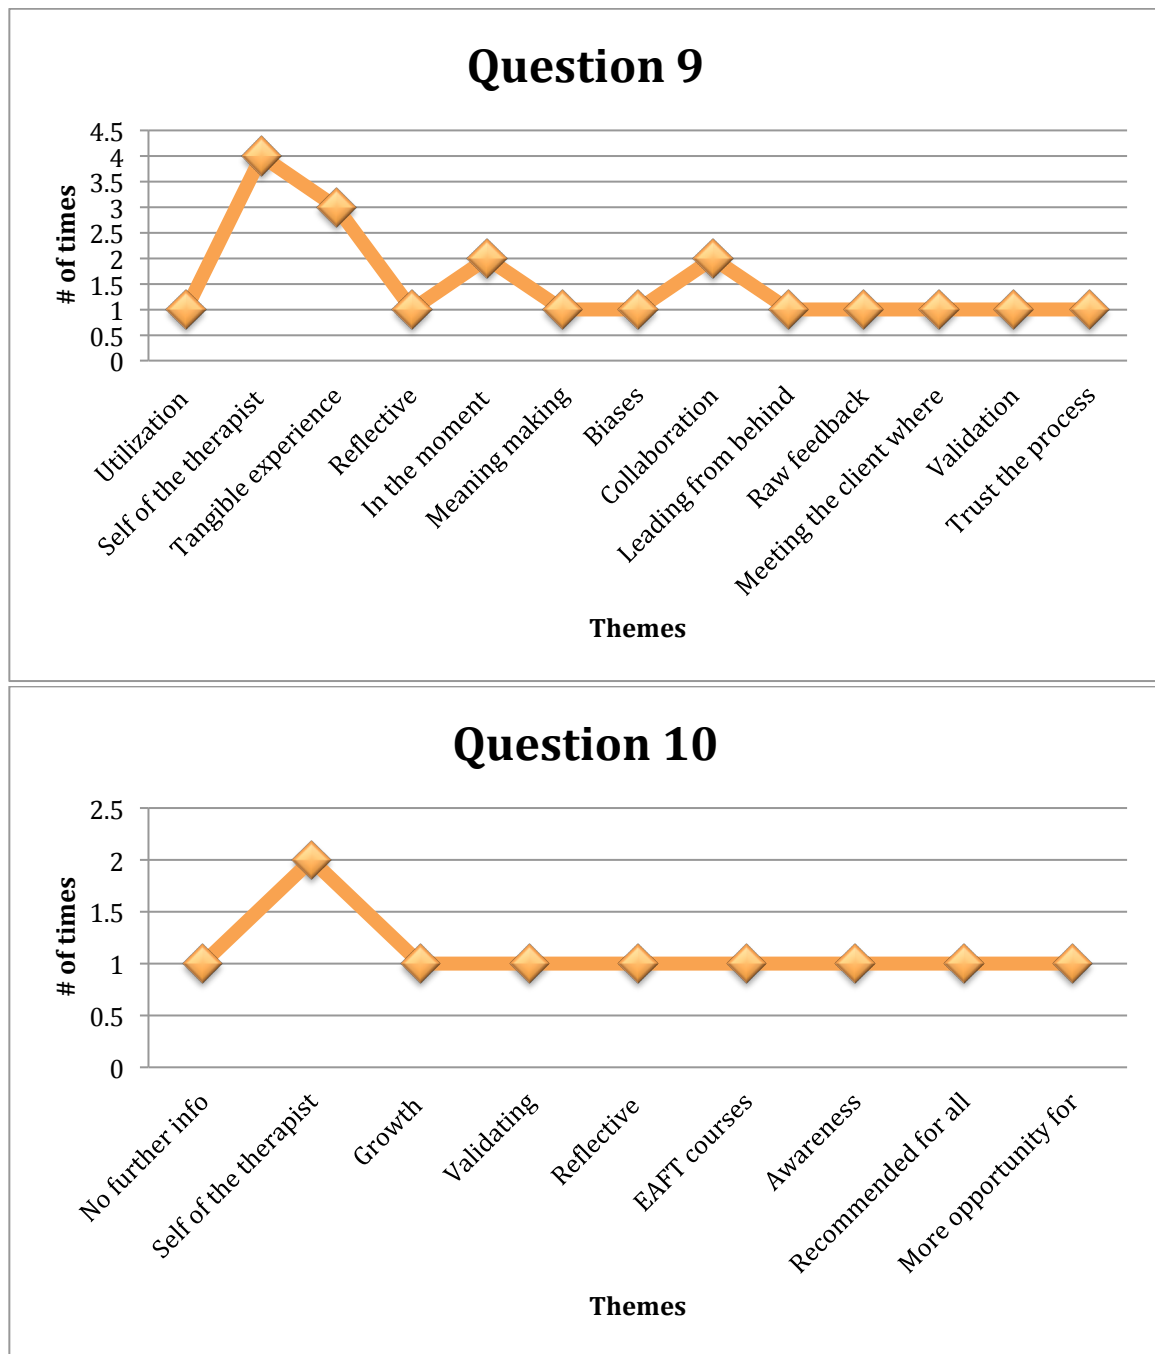 Question 9
# of times
4.5
4
3.5
3
2.5
2
1.5
1
0.5
0
Utilization
Self of the therapist
Tangible experience
Reflective
In the moment
Meaning making
Biases
Collaboration
Leading from behind
Raw feedback
Meeting the client where
Validation
Trust the process
Themes
Question 10
# of times
2.5
2
1.5
1
0.5
0
No further info
Self of the therapist
Growth
Validating
Reflective
EAFT courses
Awareness
Recommended for all
More opportunity for
Themes